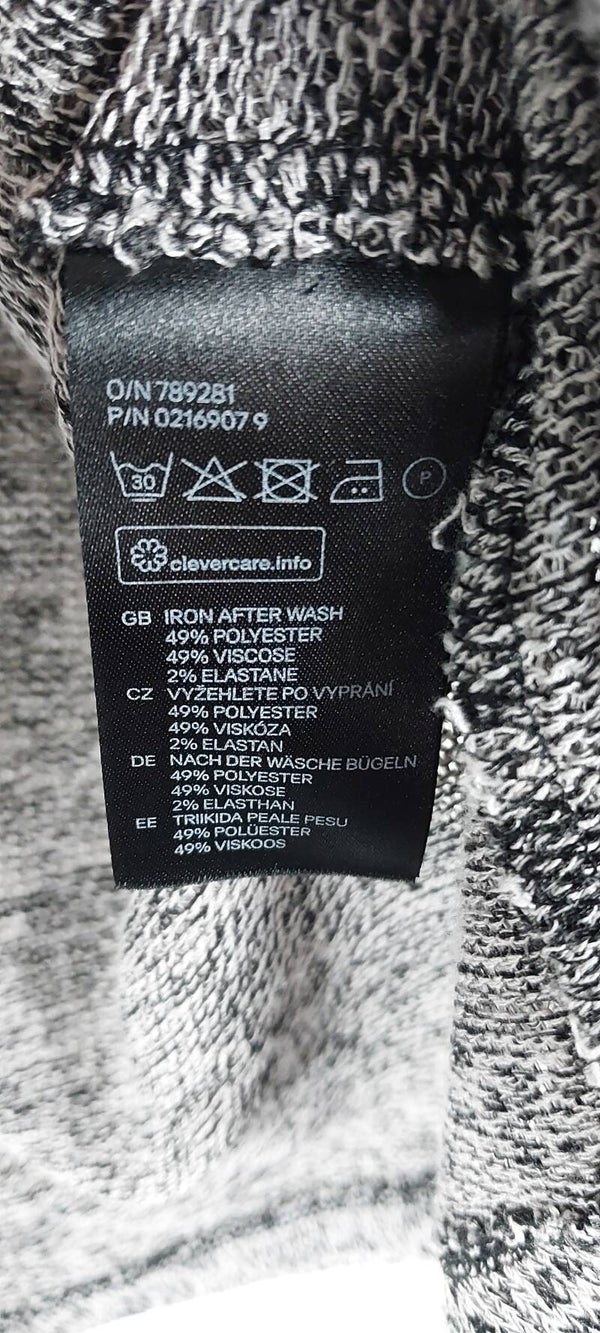 O/N 789281
P/N 0216907 9
30 P
clevercare.info
GB IRON AFTER WASH
49% POLYESTER
49% VISCOSE
2% ELASTANE
CZ VYŽEHLETE PO VYPRÁNÍ
49% POLYESTER
49% VISKÓZA
2% ELASTAN
DE NACH DER WÄSCHE BÜGELN
49% POLYESTER
49% VISKOSE
2% ELASTHAN
EE TRIIKIDA PEALE PESU
49% POLÜESTER
49% VISKOOS